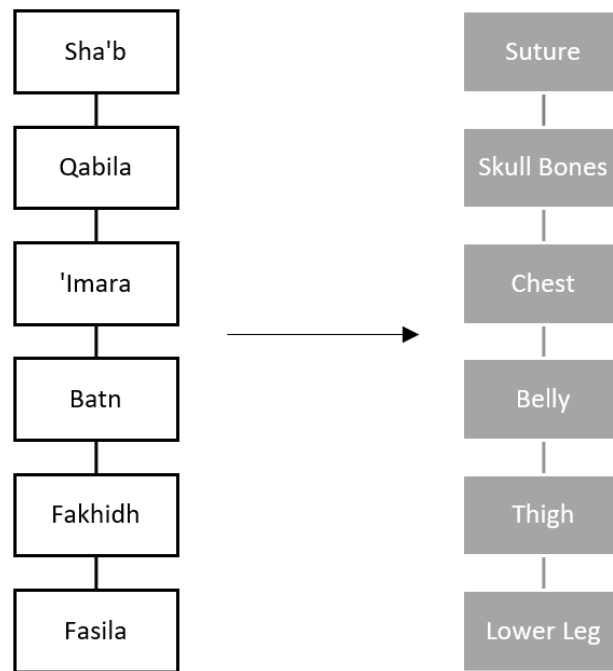 Sha'b
Qabila
'Imara
Batn
Fakhidh
Fasila
Suture
Skull Bones
Chest
Belly
Thigh
Lower Leg